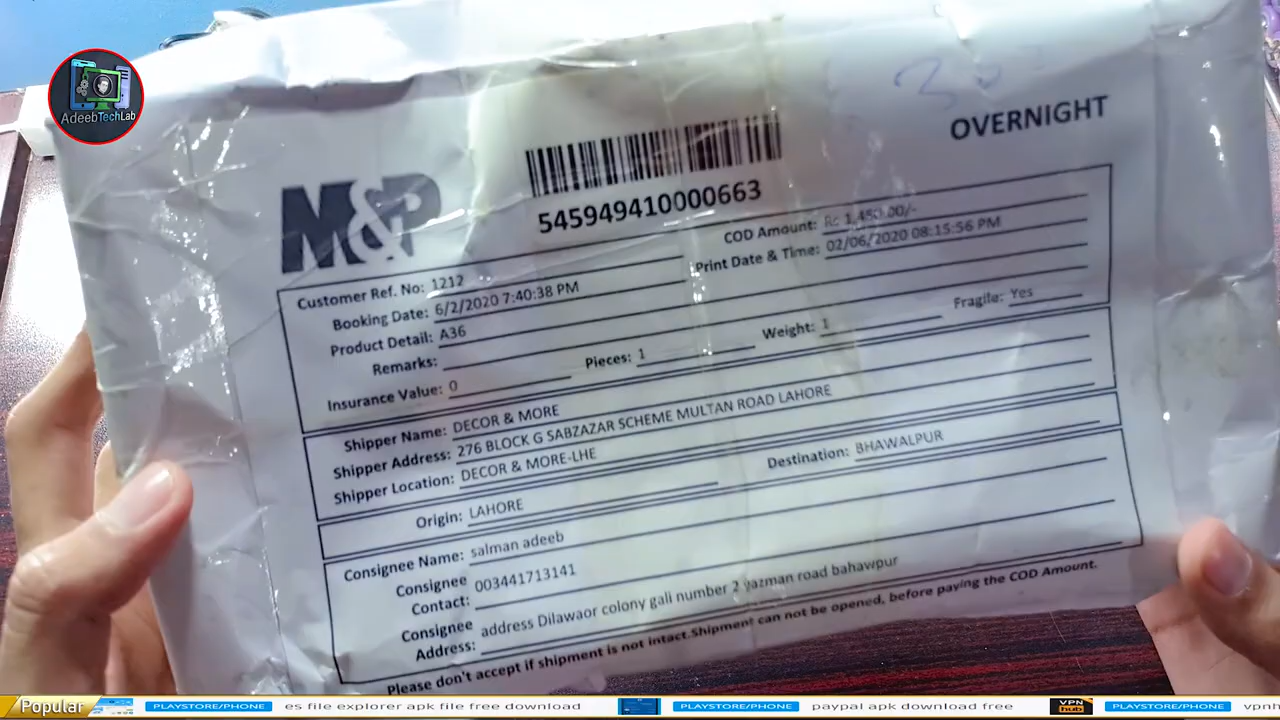 AdeebTechLab
OVERNIGHT
M&P
545949410000663
COD Amount: Rs 1,450.00/-
Print Date & Time: 02/06/2020 08:15:56 PM
Customer Ref. No: 1212
Booking Date: 6/2/2020 7:40:38 PM
Product Detail: A36
Remarks:
Insurance Value: 0 Pieces: 1 Weight: 1 Fragile: Yes
Shipper Name: DECOR & MORE
Shipper Address: 276 BLOCK G SABZAZAR SCHEME MULTAN ROAD LAHORE
Shipper Location: DECOR & MORE-LHE
Origin: LAHORE Destination: BHAWALPUR
Consignee Name: salman adeeb
Consignee Contact: 003441713141
Consignee Address: address Dilawaor colony gali number 2 yazman road bahawpur
Please don't accept if shipment is not intact.Shipment can not be opened, before paying the COD Amount.
Popular PLAYSTORE/PHONE es file explorer apk file free download PLAYSTORE/PHONE paypal apk download free VPN hub PLAYSTORE/PHONE vpnh